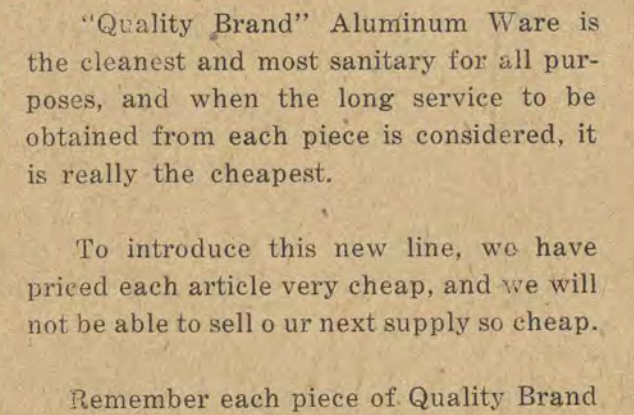 "Quality Brand" Aluminum Ware is
the cleanest and most sanitary for all pur-
poses, and when the long service to be
obtained from each piece is considered, it
is really the cheapest.
To introduce this new line, we have
priced each article very cheap, and we will
not be able to sell o ur next supply so cheap.
Remember each piece of Quality Brand